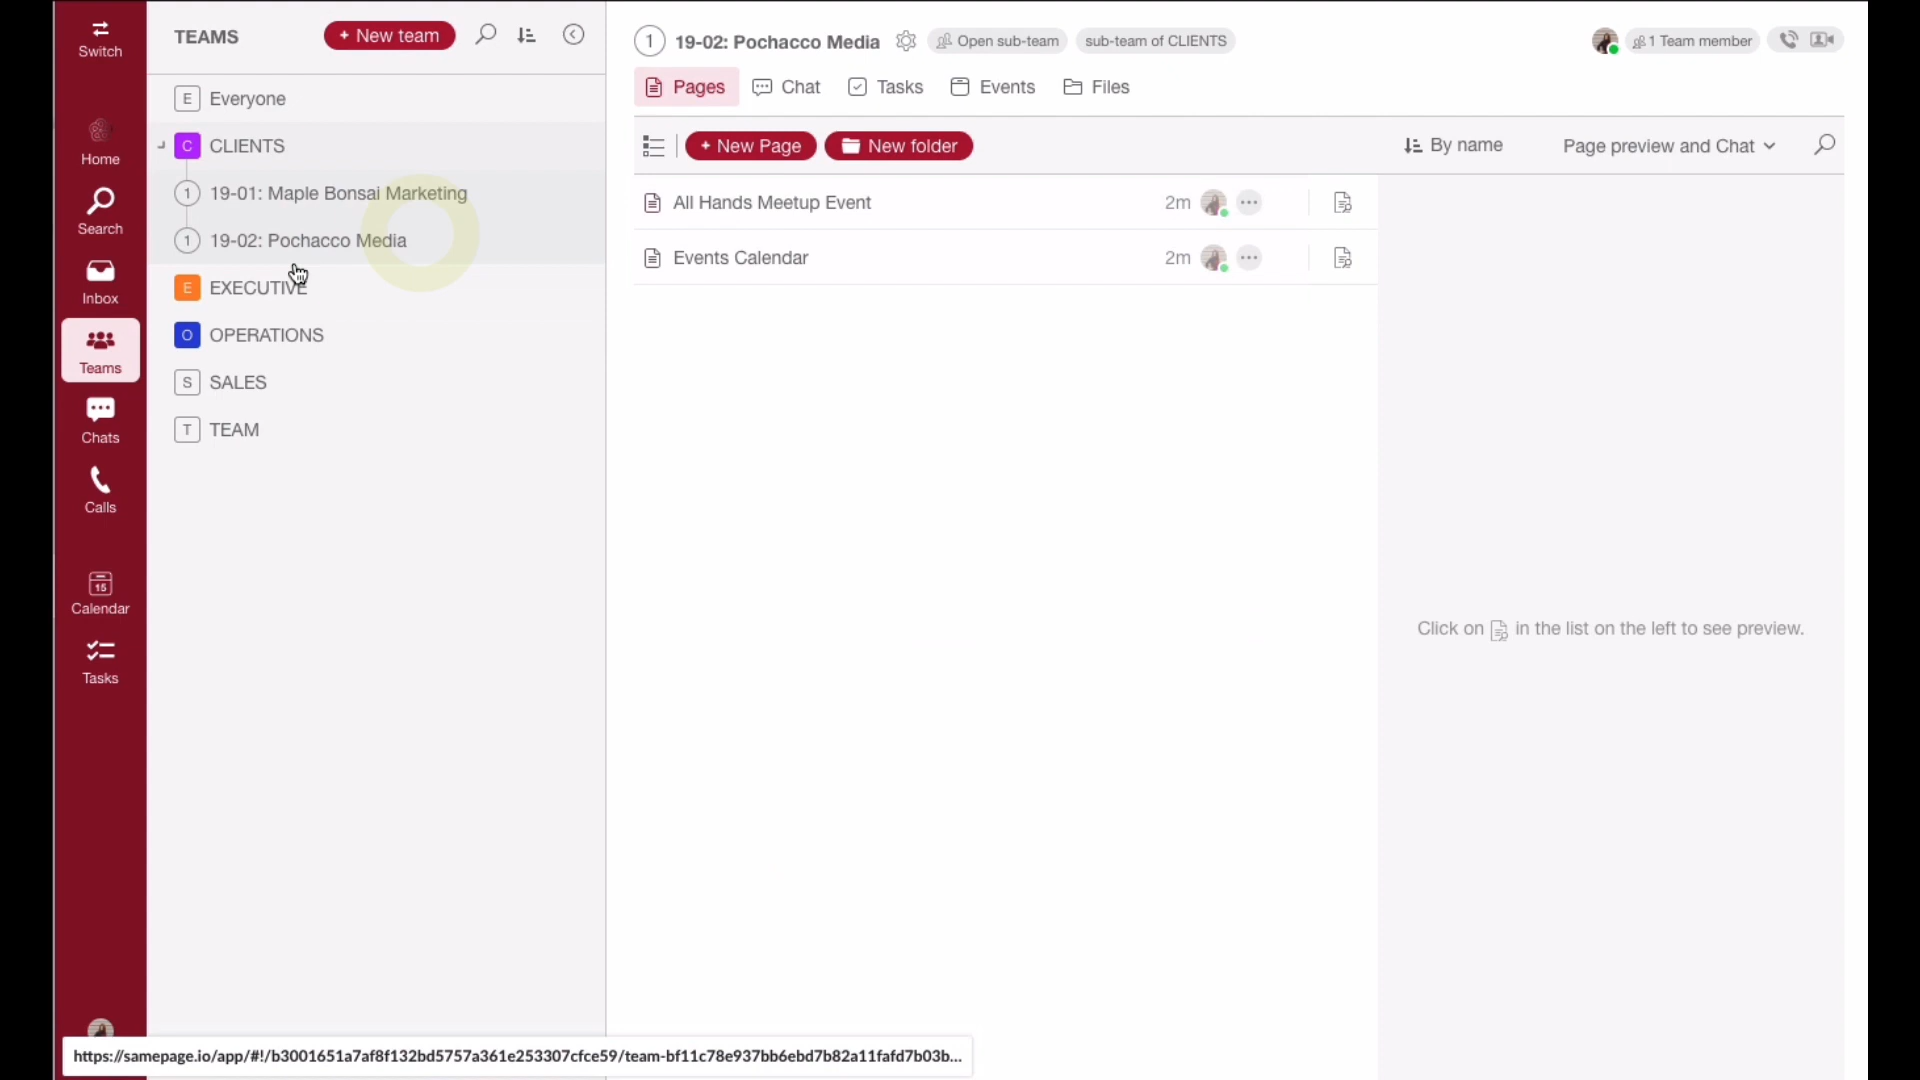 Switch
Home
Search
Inbox
Teams
Chats
Calls
15
Calendar
Tasks
TEAMS
+ New team
E Everyone
C CLIENTS
1 19-01: Maple Bonsai Marketing
1 19-02: Pochacco Media
E EXECUTIVE
O OPERATIONS
S SALES
T TEAM
1 19-02: Pochacco Media
Open sub-team
sub-team of CLIENTS
1 Team member
Pages
Chat
Tasks
Events
Files
+ New Page
New folder
By name
Page preview and Chat
All Hands Meetup Event
2m
Events Calendar
2m
Click on in the list on the left to see preview.
https://samepage.io/app/#!/b3001651a7af8f132bd5757a361e253307cfce59/team-bf11c78e937bb6ebd7b82a11fafd7b03b...